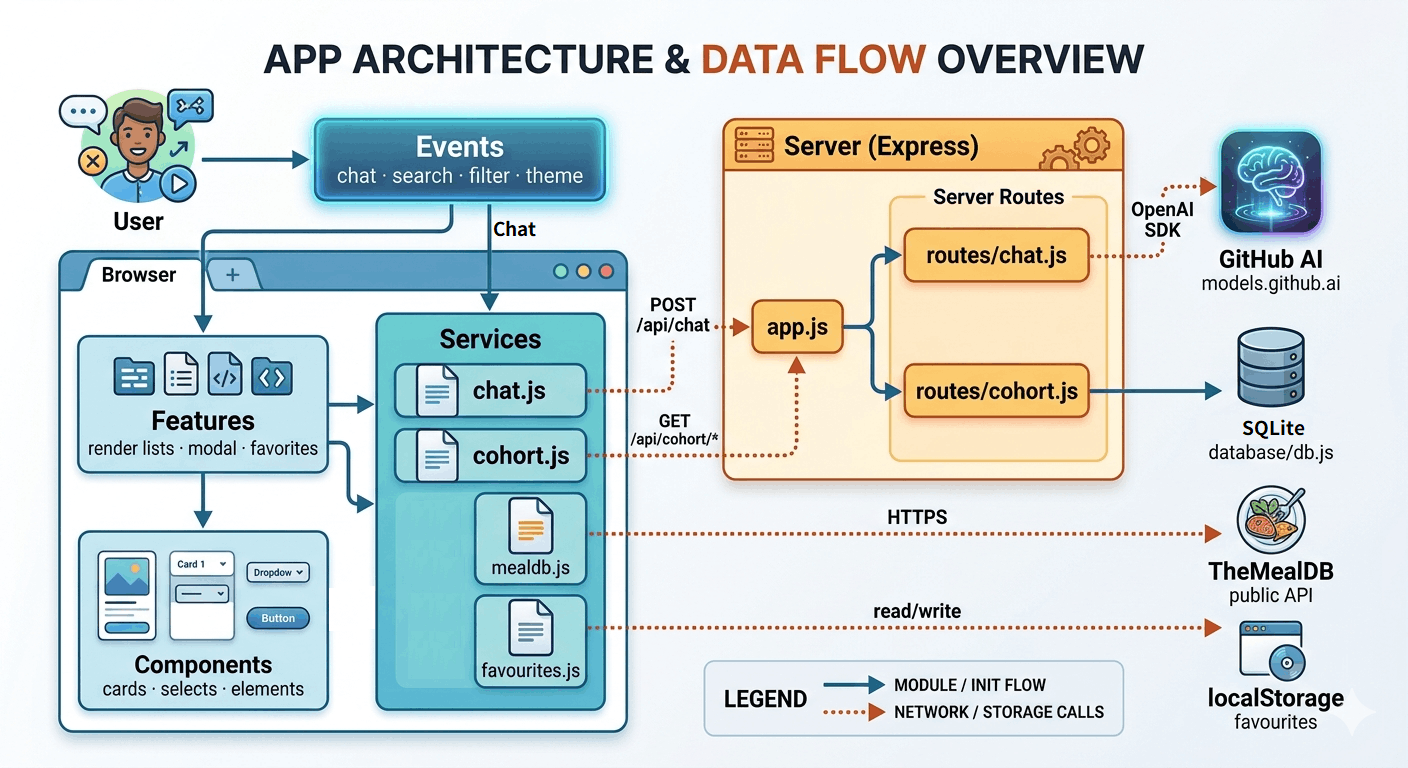 APP ARCHITECTURE & DATA FLOW OVERVIEW
User
Events
chat · search · filter · theme
Chat
Browser
+
Features
render lists · modal · favorites
Components
cards · selects · elements
Card 1
Dropdow
Button
Services
chat.js
cohort.js
mealdb.js
favourites.js
POST
/api/chat
GET
/api/cohort/*
Server (Express)
Server Routes
app.js
routes/chat.js
routes/cohort.js
OpenAI
SDK
GitHub AI
models.github.ai
SQLite
database/db.js
HTTPS
TheMealDB
public API
read/write
localStorage
favourites
LEGEND
MODULE / INIT FLOW
NETWORK / STORAGE CALLS